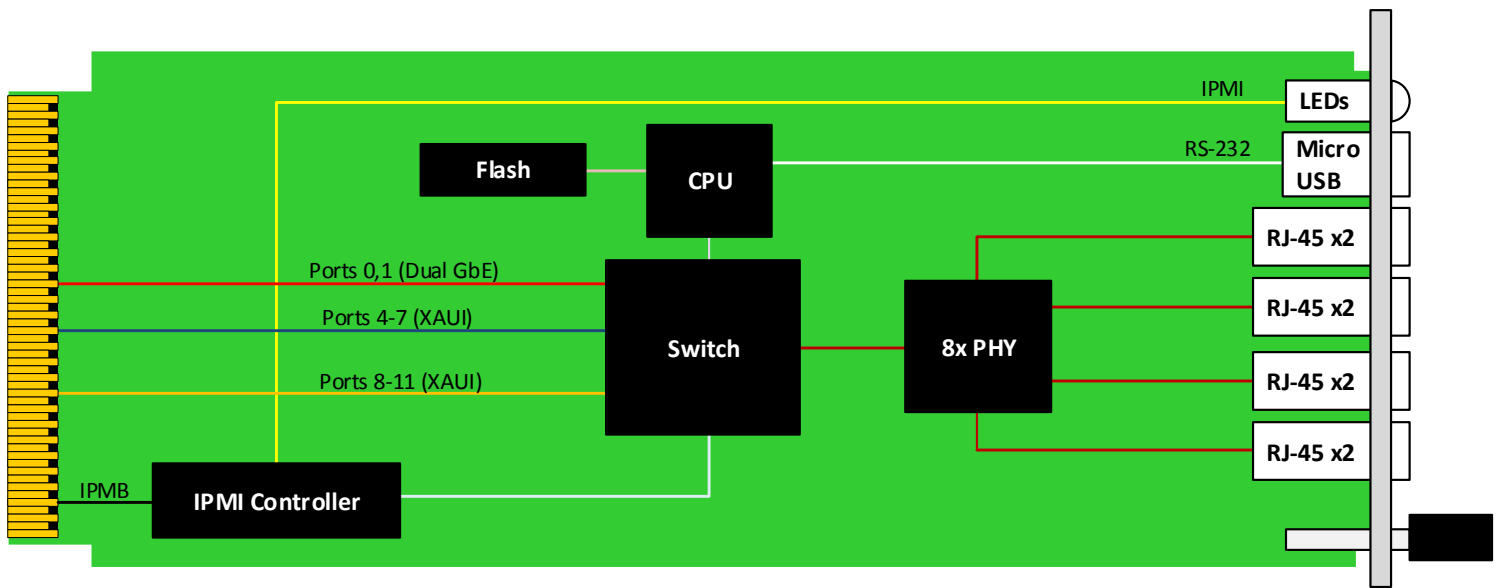 IPMI
LEDs
RS-232
Micro
USB
Flash
CPU
RJ-45 x2
Ports 0,1 (Dual GbE)
RJ-45 x2
Ports 4-7 (XAUI)
Switch
8x PHY
Ports 8-11 (XAUI)
RJ-45 x2
RJ-45 x2
IPMB
IPMI Controller